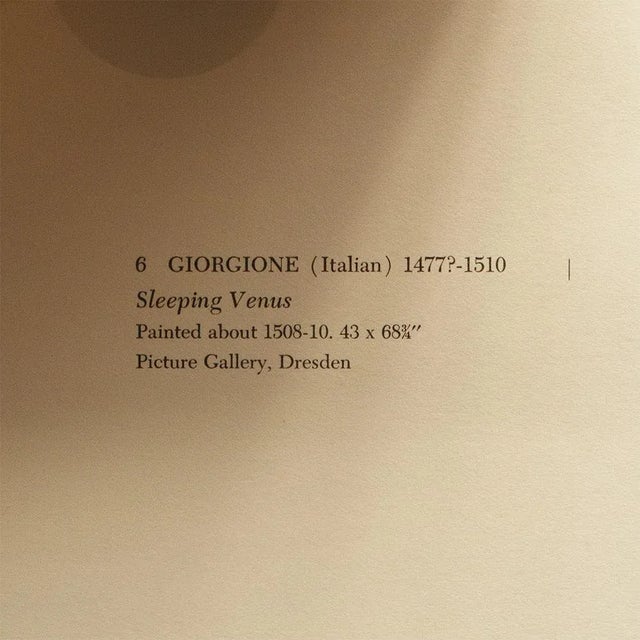 6 GIORGIONE (Italian) 1477?-1510
Sleeping Venus
Painted about 1508-10. 43 x 68¾″
Picture Gallery, Dresden